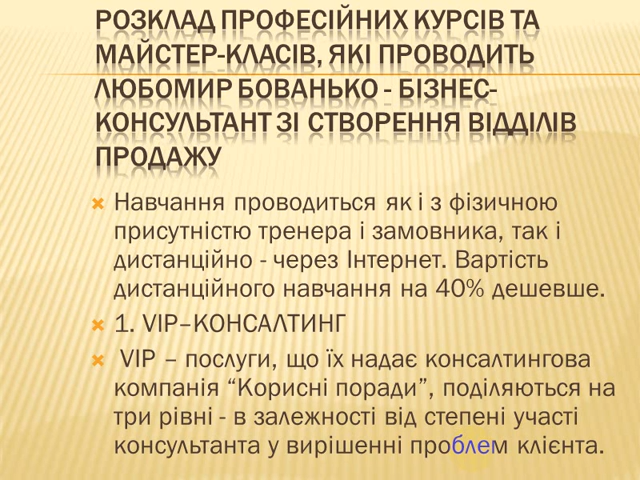 РОЗКЛАД ПРОФЕСІЙНИХ КУРСІВ ТА
МАЙСТЕР-КЛАСІВ, ЯКІ ПРОВОДИТЬ
ЛЮБОМИР БОВАНЬКО - БІЗНЕС-
КОНСУЛЬТАНТ ЗІ СТВОРЕННЯ ВІДДІЛІВ
ПРОДАЖУ
Навчання проводиться як і з фізичною
присутністю тренера і замовника, так і
дистанційно - через Інтернет. Вартість
дистанційного навчання на 40% дешевше.
1. VIP–КОНСАЛТИНГ
VIP – послуги, що їх надає консалтингова
компанія “Корисні поради”, поділяються на
три рівні - в залежності від степені участі
консультанта у вирішенні проблем клієнта.